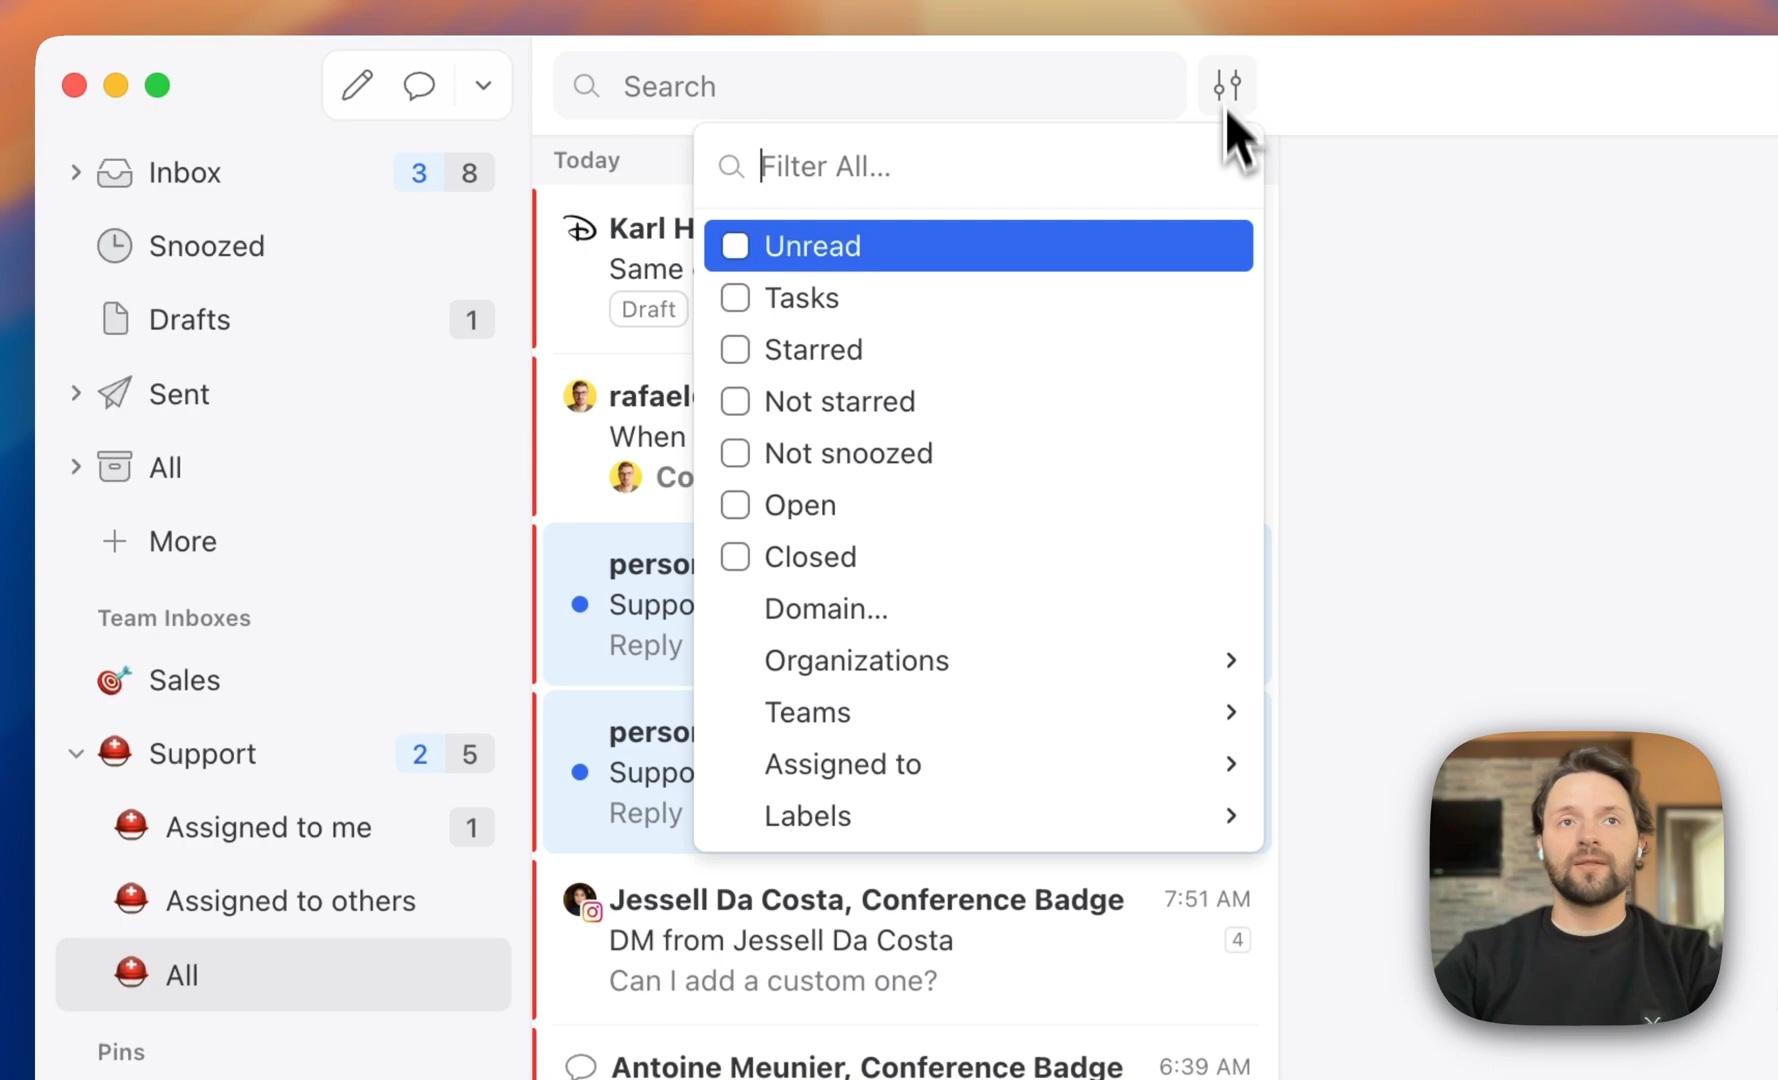 Search
Inbox
3
8
Snoozed
Drafts
1
Sent
All
More
Team Inboxes
Sales
Support
2
5
Assigned to me
1
Assigned to others
All
Pins
Today
Karl H
Same
Draft
rafael
When
Co
person
Suppo
Reply
person
Suppo
Reply
Jessell Da Costa, Conference Badge
7:51 AM
DM from Jessell Da Costa
4
Can I add a custom one?
Antoine Meunier, Conference Badge
6:39 AM
Filter All...
Unread
Tasks
Starred
Not starred
Not snoozed
Open
Closed
Domain...
Organizations
Teams
Assigned to
Labels